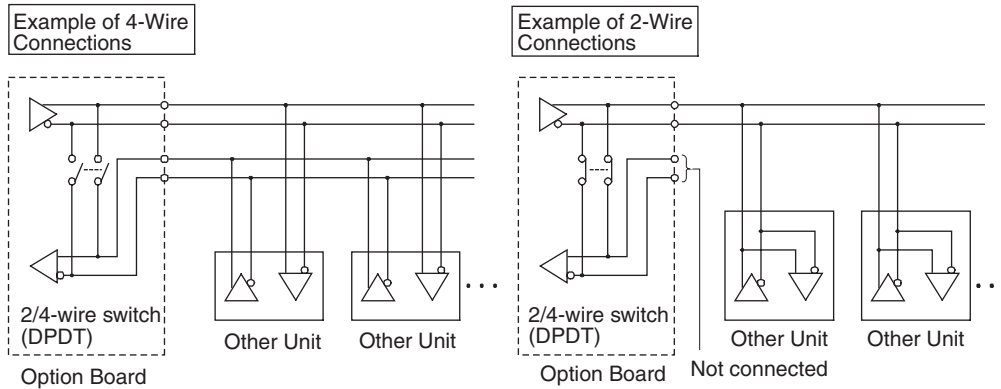 Example of 4-Wire
Connections
2/4-wire switch
(DPDT)
Other Unit
Other Unit
Option Board
Example of 2-Wire
Connections
2/4-wire switch
(DPDT)
Other Unit
Other Unit
Not connected
Option Board